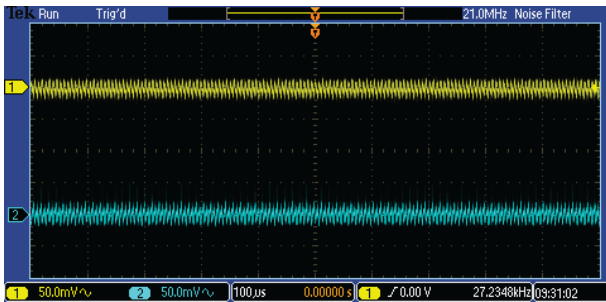 Tek Run Trig'd 21.0MHz Noise Filter
1
2
1 50.0mV 2 50.0mV 100µs 0.00000 s 1 0.00 V 27.2348kHz 09:31:02